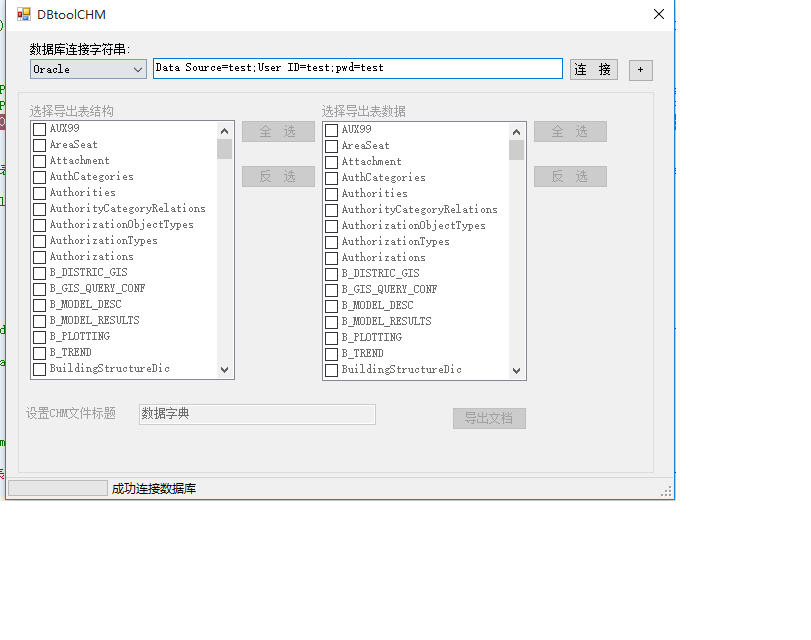 DBtoolCHM
数据库连接字符串:
Oracle
Data Source=test;User ID=test;pwd=test
连 接
+
选择导出表结构
AUX99
AreaSeat
Attachment
AuthCategories
Authorities
AuthorityCategoryRelations
AuthorizationObjectTypes
AuthorizationTypes
Authorizations
B_DISTRIC_GIS
B_GIS_QUERY_CONF
B_MODEL_DESC
B_MODEL_RESULTS
B_PLOTTING
B_TREND
BuildingStructureDic
全 选
反 选
选择导出表数据
AUX99
AreaSeat
Attachment
AuthCategories
Authorities
AuthorityCategoryRelations
AuthorizationObjectTypes
AuthorizationTypes
Authorizations
B_DISTRIC_GIS
B_GIS_QUERY_CONF
B_MODEL_DESC
B_MODEL_RESULTS
B_PLOTTING
B_TREND
BuildingStructureDic
全 选
反 选
设置CHM文件标题
数据字典
导出文档
成功连接数据库